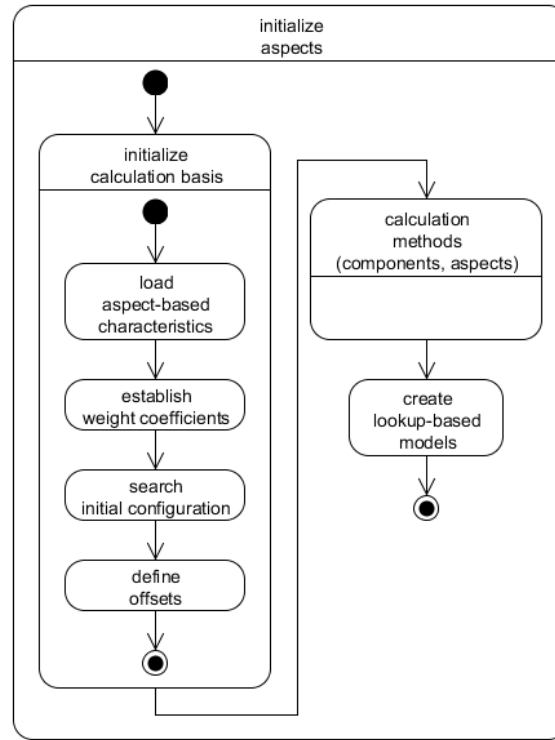 initialize
aspects
initialize
calculation basis
load
aspect-based
characteristics
establish
weight coefficients
search
initial configuration
define
offsets
calculation
methods
(components, aspects)
create
lookup-based
models